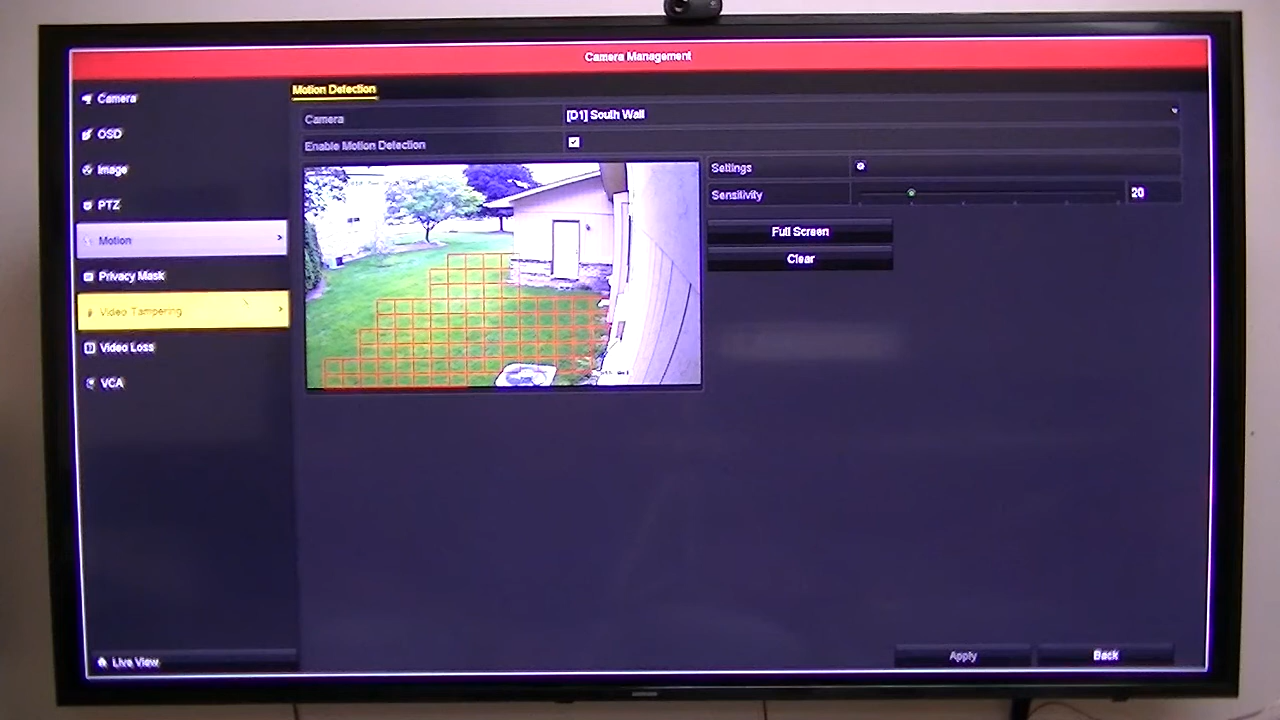 Camera Management
Camera
OSD
Image
PTZ
Motion
Privacy Mask
Video Tampering
Video Loss
VCA
Live View
Motion Detection
Camera [D1] South Wall
Enable Motion Detection
Settings
Sensitivity 20
Full Screen
Clear
Apply
Back